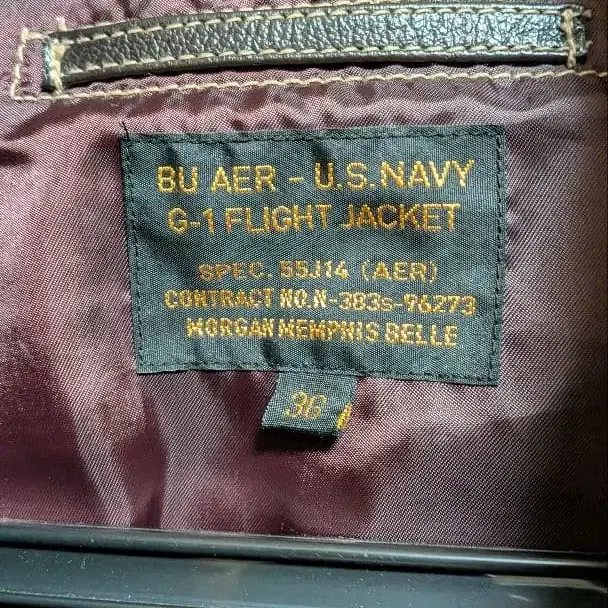 BU AER - U.S. NAVY
G-1 FLIGHT JACKET
SPEC. 55J14 (AER)
CONTRACT NO.N-383s-96273
MORGAN MEMPHIS BELLE
36